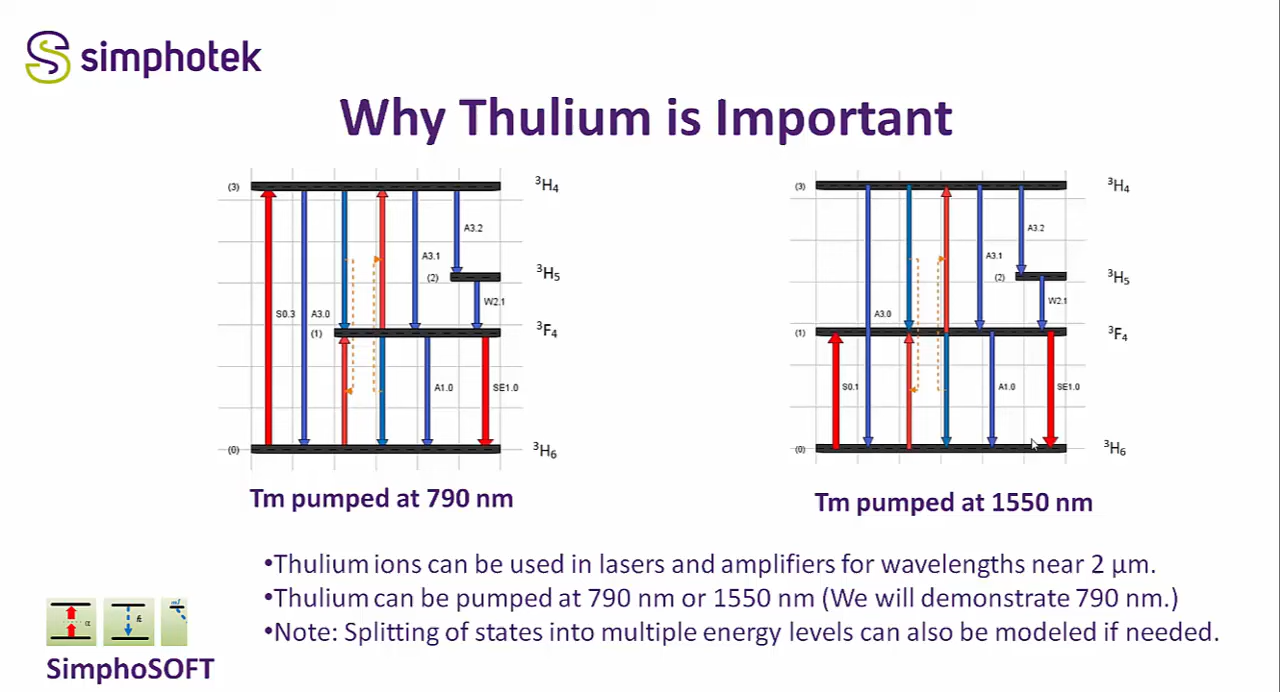 simphotek
Why Thulium is Important
(3)
³H₄
A3.2
A3.1
(2)
³H₅
S0.3
A3.0
W2.1
(1)
³F₄
A1.0
SE1.0
(0)
³H₆
Tm pumped at 790 nm
(3)
³H₄
A3.2
A3.1
(2)
³H₅
A3.0
W2.1
(1)
³F₄
S0.1
A1.0
SE1.0
(0)
³H₆
Tm pumped at 1550 nm
•Thulium ions can be used in lasers and amplifiers for wavelengths near 2 µm.
•Thulium can be pumped at 790 nm or 1550 nm (We will demonstrate 790 nm.)
•Note: Splitting of states into multiple energy levels can also be modeled if needed.
α
SimphoSOFT